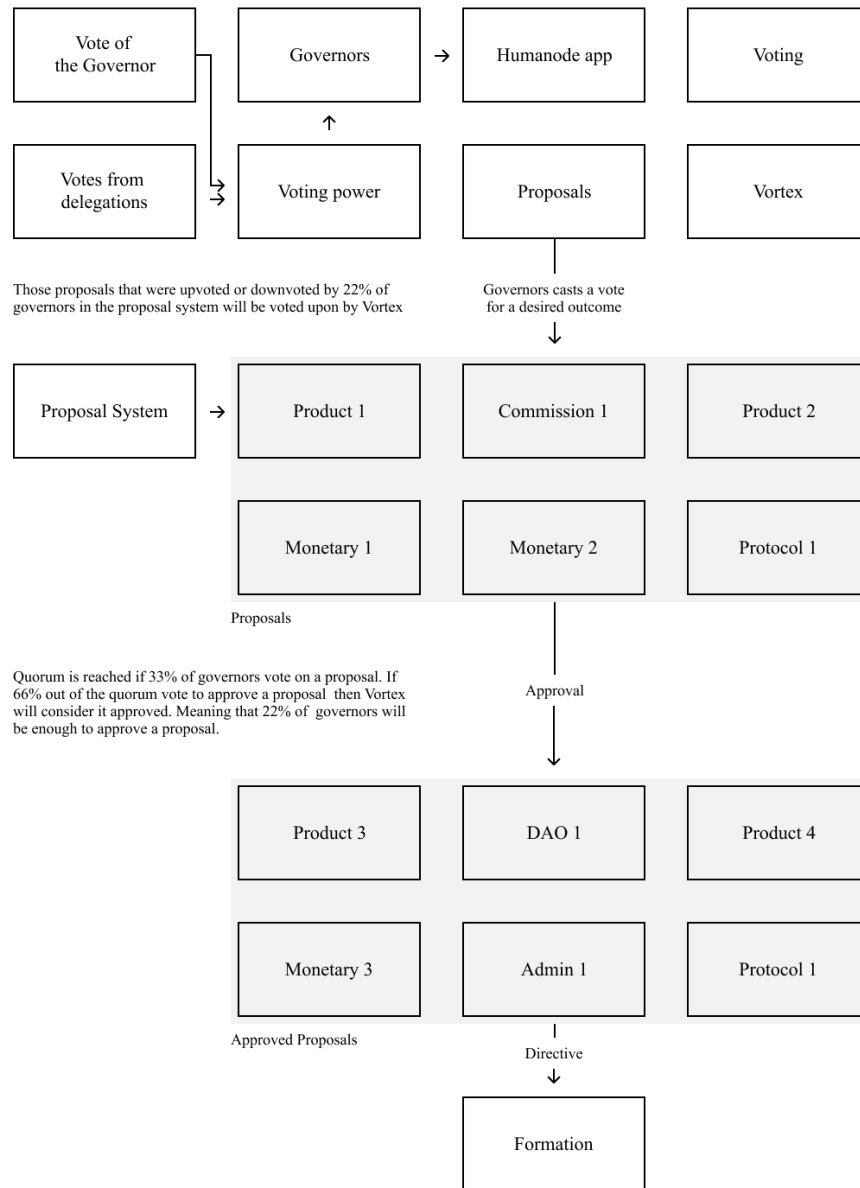 Vote of
the Governor
Governors
Humanode app
Voting
Votes from
delegations
Voting power
Proposals
Vortex
Those proposals that were upvoted or downvoted by 22% of
governors in the proposal system will be voted upon by Vortex
Governors casts a vote
for a desired outcome
Proposal System
Product 1
Commission 1
Product 2
Monetary 1
Monetary 2
Protocol 1
Proposals
Quorum is reached if 33% of governors vote on a proposal. If
66% out of the quorum vote to approve a proposal then Vortex
will consider it approved. Meaning that 22% of governors will
be enough to approve a proposal.
Approval
Product 3
DAO 1
Product 4
Monetary 3
Admin 1
Protocol 1
Approved Proposals
Directive
Formation